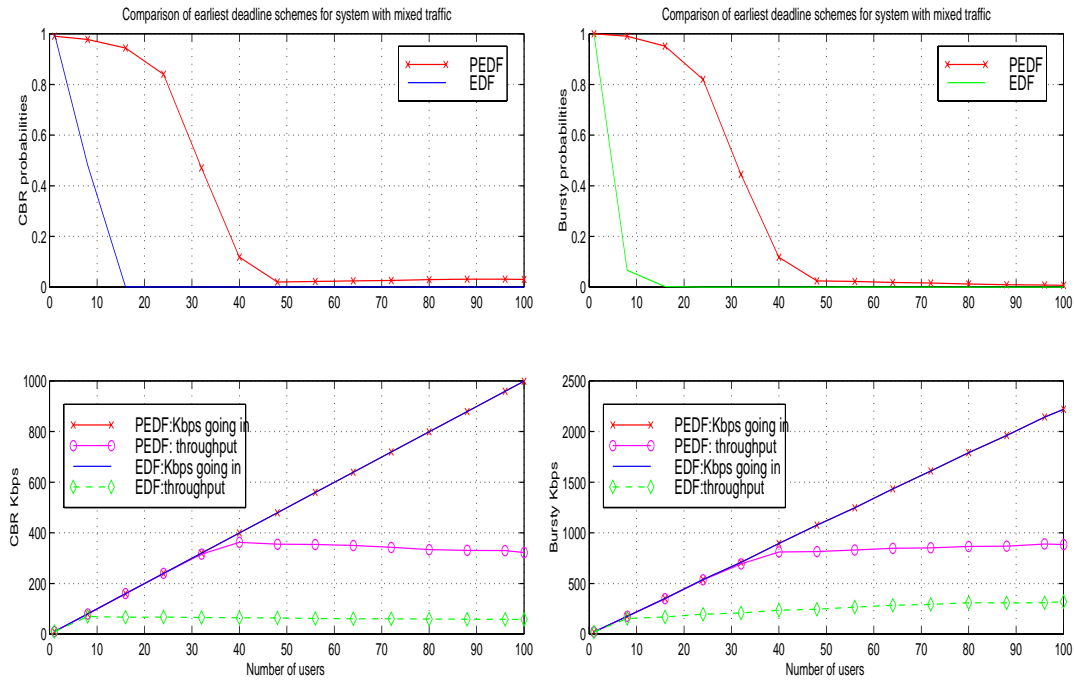 Comparison of earliest deadline schemes for system with mixed traffic
CBR probabilities
1
0.8
0.6
0.4
0.2
0
0 10 20 30 40 50 60 70 80 90 100
PEDF
EDF
Comparison of earliest deadline schemes for system with mixed traffic
Bursty probabilities
1
0.8
0.6
0.4
0.2
0
0 10 20 30 40 50 60 70 80 90 100
PEDF
EDF
CBR Kbps
1000
800
600
400
200
0
0 10 20 30 40 50 60 70 80 90 100
Number of users
PEDF:Kbps going in
PEDF: throughput
EDF:Kbps going in
EDF:throughput
Bursty Kbps
2500
2000
1500
1000
500
0
0 10 20 30 40 50 60 70 80 90 100
Number of users
PEDF:Kbps going in
PEDF: throughput
EDF:Kbps going in
EDF:throughput